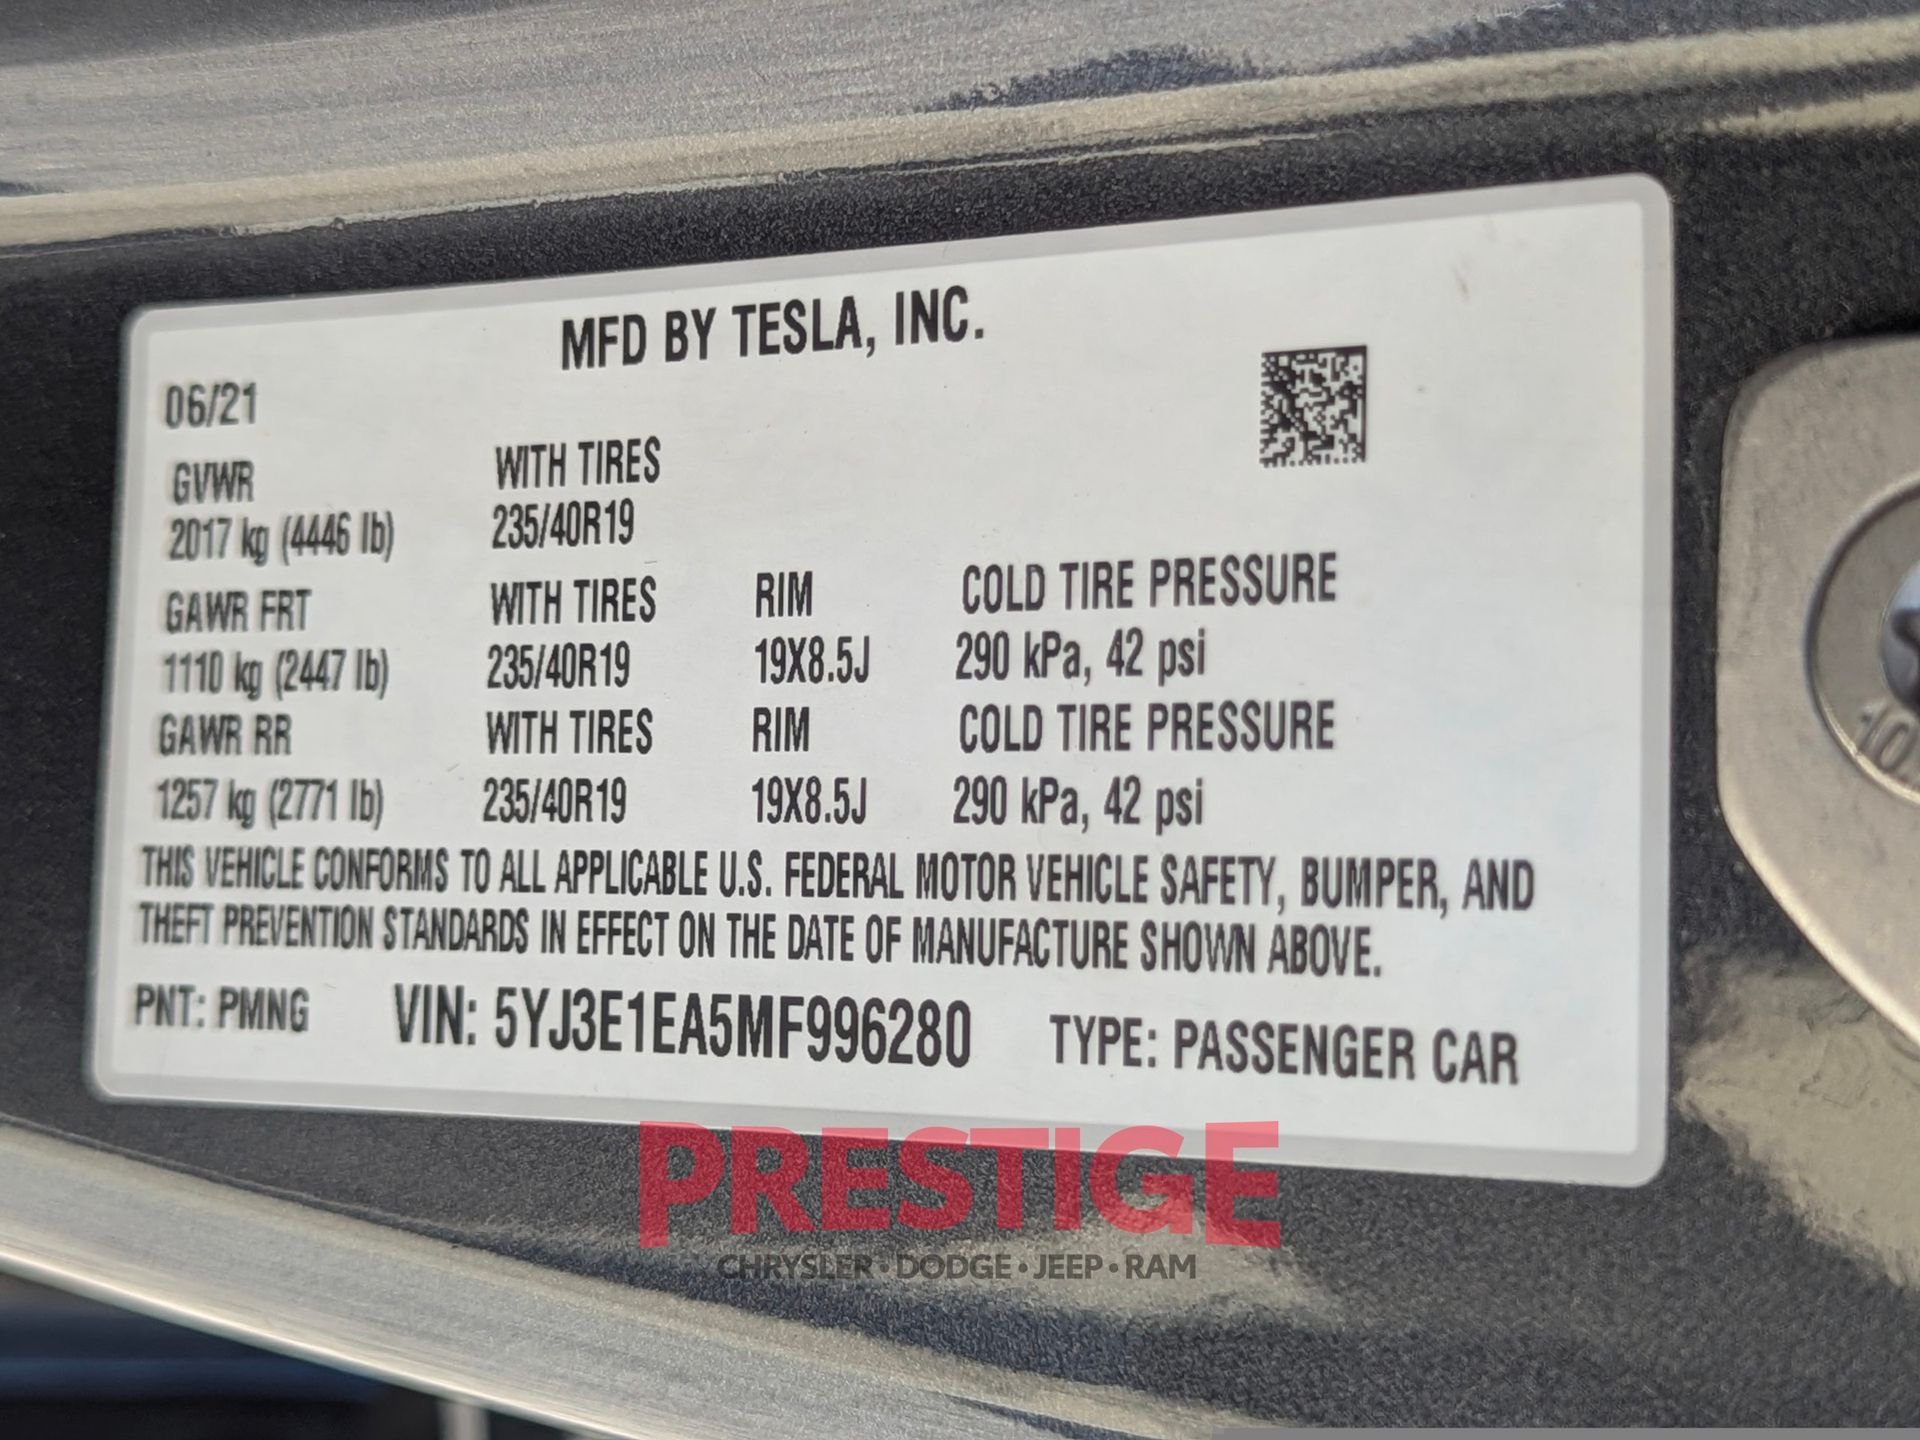 MFD BY TESLA, INC.
06/21
GVWR WITH TIRES
2017 kg (4446 lb) 235/40R19
GAWR FRT WITH TIRES RIM COLD TIRE PRESSURE
1110 kg (2447 lb) 235/40R19 19X8.5J 290 kPa, 42 psi
GAWR RR WITH TIRES RIM COLD TIRE PRESSURE
1257 kg (2771 lb) 235/40R19 19X8.5J 290 kPa, 42 psi
THIS VEHICLE CONFORMS TO ALL APPLICABLE U.S. FEDERAL MOTOR VEHICLE SAFETY, BUMPER, AND
THEFT PREVENTION STANDARDS IN EFFECT ON THE DATE OF MANUFACTURE SHOWN ABOVE.
PNT: PMNG VIN: 5YJ3E1EA5MF996280 TYPE: PASSENGER CAR
PRESTIGE
CHRYSLER • DODGE • JEEP • RAM